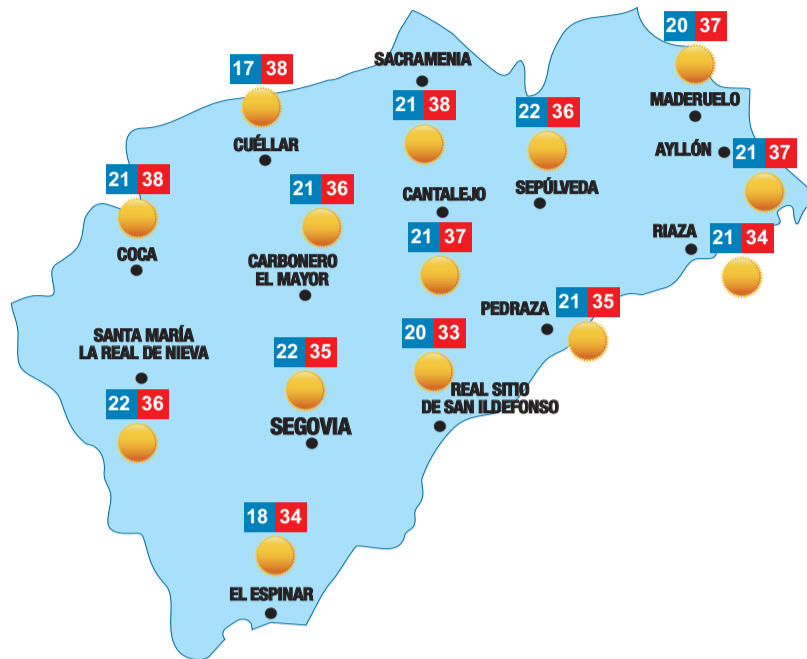 20 37
MADERUELO
SACRAMENIA
21 38
17 38
CUÉLLAR
22 36
SEPÚLVEDA
AYLLÓN
21 37
21 38
COCA
21 36
CARBONERO
EL MAYOR
CANTALEJO
21 37
RIAZA
21 34
PEDRAZA
21 35
SANTA MARÍA
LA REAL DE NIEVA
22 36
22 35
SEGOVIA
20 33
REAL SITIO
DE SAN ILDEFONSO
18 34
EL ESPINAR